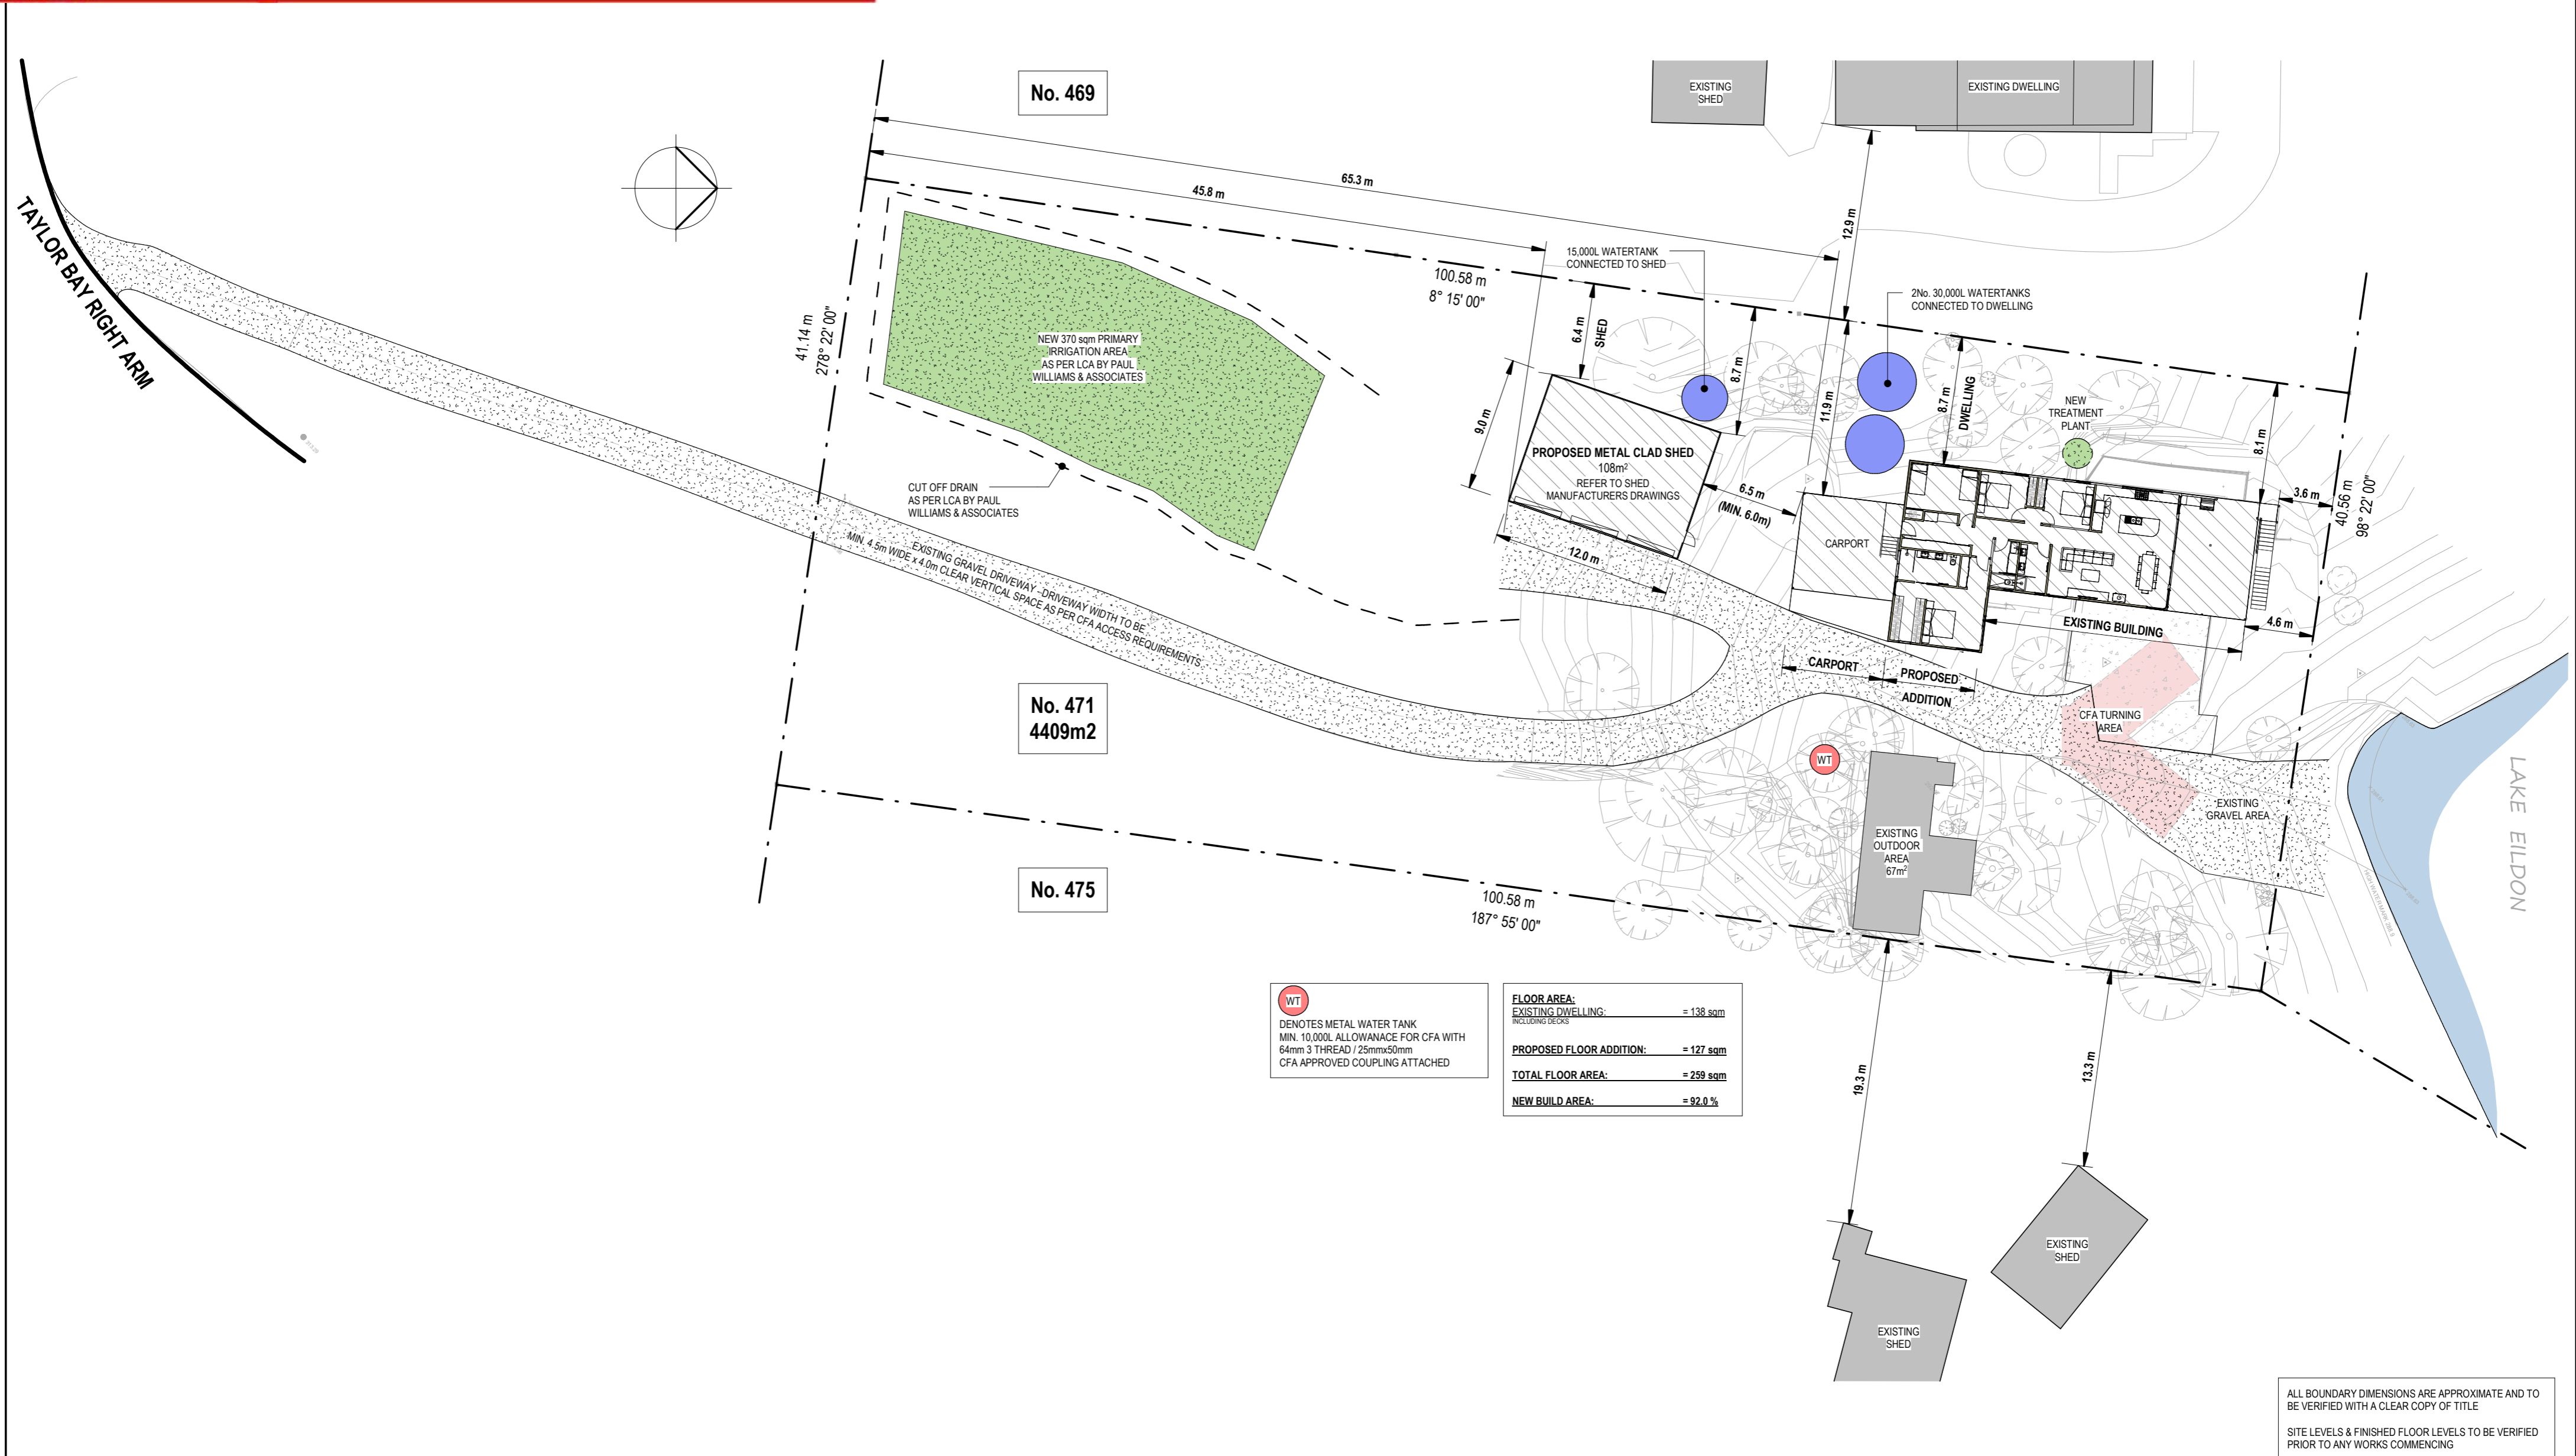 No. 469
EXISTING
SHED
EXISTING DWELLING
TAYLOR BAY RIGHT ARM
65.3 m
45.8 m
12.9 m
15,000L WATERTANK
CONNECTED TO SHED
100.58 m
8° 15' 00"
2No. 30,000L WATERTANKS
CONNECTED TO DWELLING
41.14 m
278° 22' 00"
NEW 370 sqm PRIMARY
IRRIGATION AREA
AS PER LCA BY PAUL
WILLIAMS & ASSOCIATES
6.4 m
SHED
8.7 m
11.9 m
8.7 m
DWELLING
NEW
TREATMENT
PLANT
8.1 m
9.0 m
PROPOSED METAL CLAD SHED
108m²
REFER TO SHED
MANUFACTURERS DRAWINGS
6.5 m
(MIN. 6.0m)
3.6 m
40.56 m
98° 22' 00"
CUT OFF DRAIN
AS PER LCA BY PAUL
WILLIAMS & ASSOCIATES
12.0 m
CARPORT
EXISTING GRAVEL DRIVEWAY - DRIVEWAY WIDTH TO BE
MIN. 4.5m WIDE x 4.0m CLEAR VERTICAL SPACE AS PER CFA ACCESS REQUIREMENTS
EXISTING BUILDING
4.6 m
CARPORT
PROPOSED
ADDITION
No. 471
4409m2
CFA TURNING
AREA
WT
EXISTING
GRAVEL AREA
LAKE EILDON
EXISTING
OUTDOOR
AREA
67m²
No. 475
100.58 m
187° 55' 00"
WT
DENOTES METAL WATER TANK
MIN. 10,000L ALLOWANACE FOR CFA WITH
64mm 3 THREAD / 25mmx50mm
CFA APPROVED COUPLING ATTACHED
FLOOR AREA:
EXISTING DWELLING: = 138 sqm
INCLUDING DECKS
PROPOSED FLOOR ADDITION: = 127 sqm
TOTAL FLOOR AREA: = 259 sqm
NEW BUILD AREA: = 92.0 %
19.3 m
13.3 m
EXISTING
SHED
EXISTING
SHED
ALL BOUNDARY DIMENSIONS ARE APPROXIMATE AND TO
BE VERIFIED WITH A CLEAR COPY OF TITLE
SITE LEVELS & FINISHED FLOOR LEVELS TO BE VERIFIED
PRIOR TO ANY WORKS COMMENCING